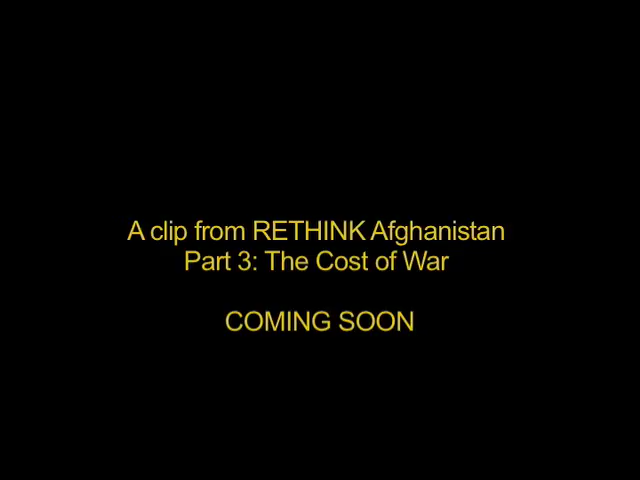 A clip from RETHINK Afghanistan
Part 3: The Cost of War
COMING SOON